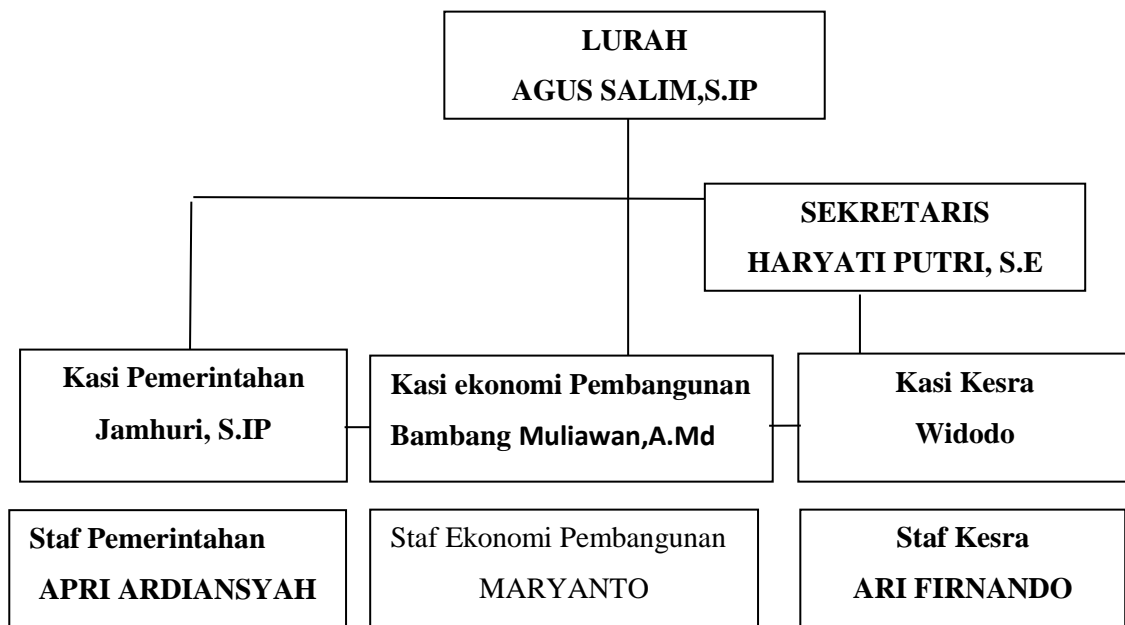 LURAH
AGUS SALIM,S.IP
SEKRETARIS
HARYATI PUTRI, S.E
Kasi Pemerintahan
Jamhuri, S.IP
Kasi ekonomi Pembangunan
Bambang Muliawan,A.Md
Kasi Kesra
Widodo
Staf Pemerintahan
APRI ARDIANSYAH
Staf Ekonomi Pembangunan
MARYANTO
Staf Kesra
ARI FIRNANDO